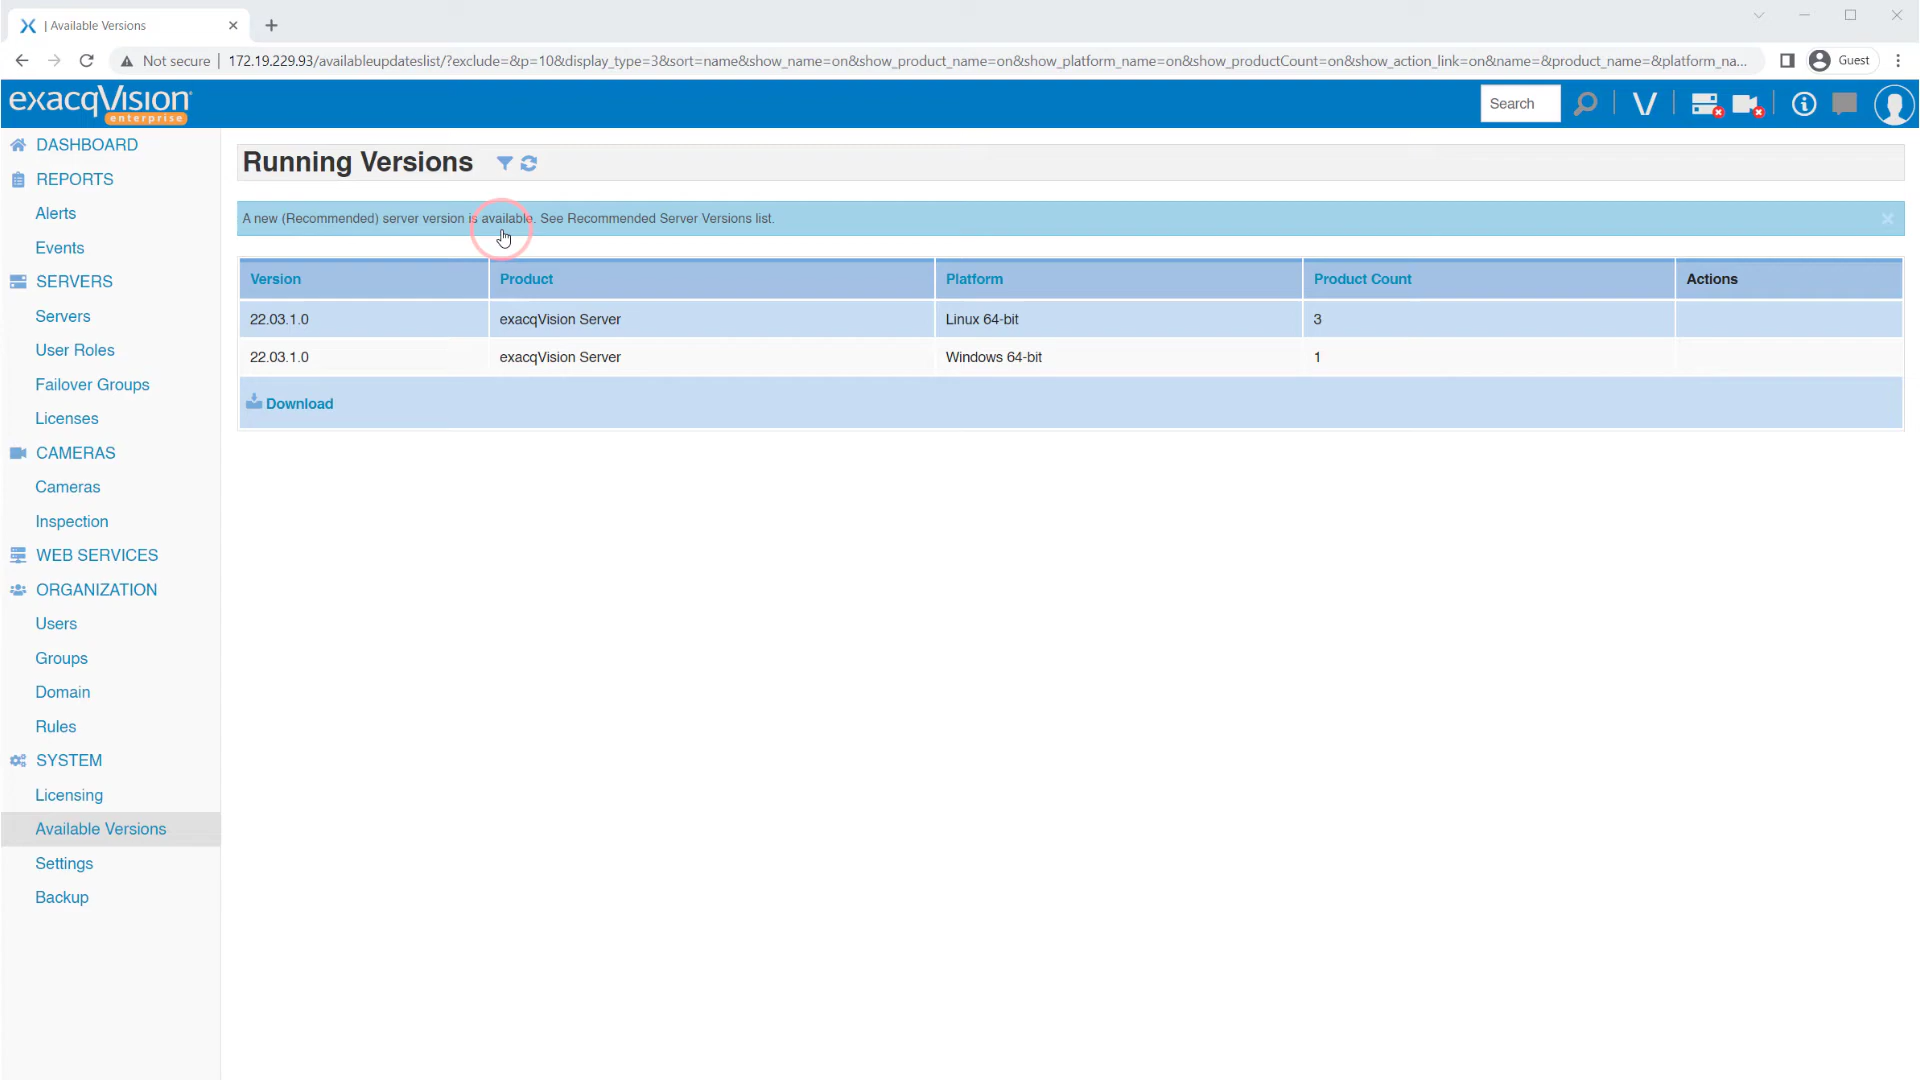 | Available Versions
Not secure | 172.19.229.93/availableupdateslist/?exclude=&p=10&display_type=3&sort=name&show_name=on&show_product_name=on&show_platform_name=on&show_productCount=on&show_action_link=on&name=&product_name=&platform_na...
Guest
exacqVision
enterprise
Search
DASHBOARD
REPORTS
Alerts
Events
SERVERS
Servers
User Roles
Failover Groups
Licenses
CAMERAS
Cameras
Inspection
WEB SERVICES
ORGANIZATION
Users
Groups
Domain
Rules
SYSTEM
Licensing
Available Versions
Settings
Backup
Running Versions
A new (Recommended) server version is available. See Recommended Server Versions list.
Version Product Platform Product Count Actions
22.03.1.0 exacqVision Server Linux 64-bit 3
22.03.1.0 exacqVision Server Windows 64-bit 1
Download